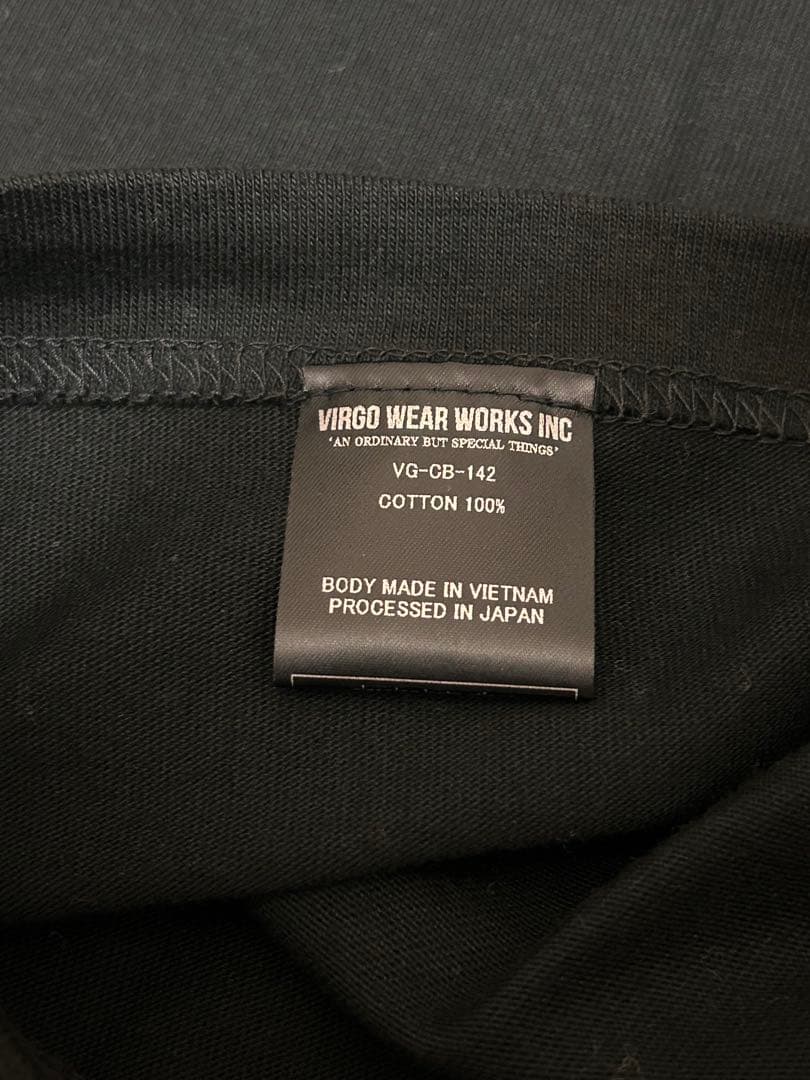 VIRGO WEAR WORKS INC
‘AN ORDINARY BUT SPECIAL THINGS’
VG-CB-142
COTTON 100%
BODY MADE IN VIETNAM
PROCESSED IN JAPAN